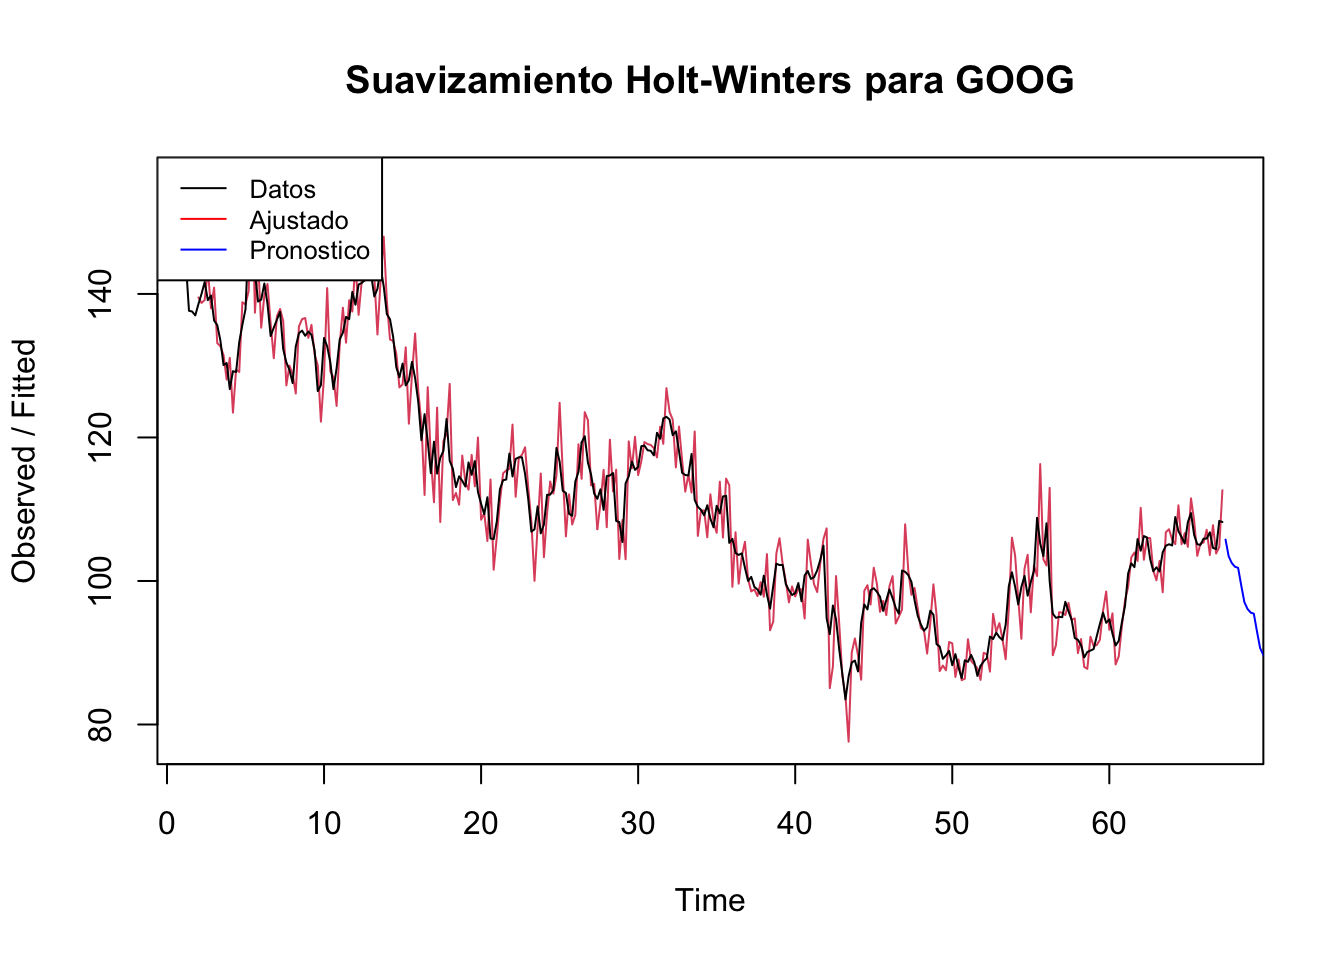 Suavizamiento Holt-Winters para GOOG
Datos
Ajustado
Pronostico
Observed / Fitted
140
120
100
80
0 10 20 30 40 50 60
Time